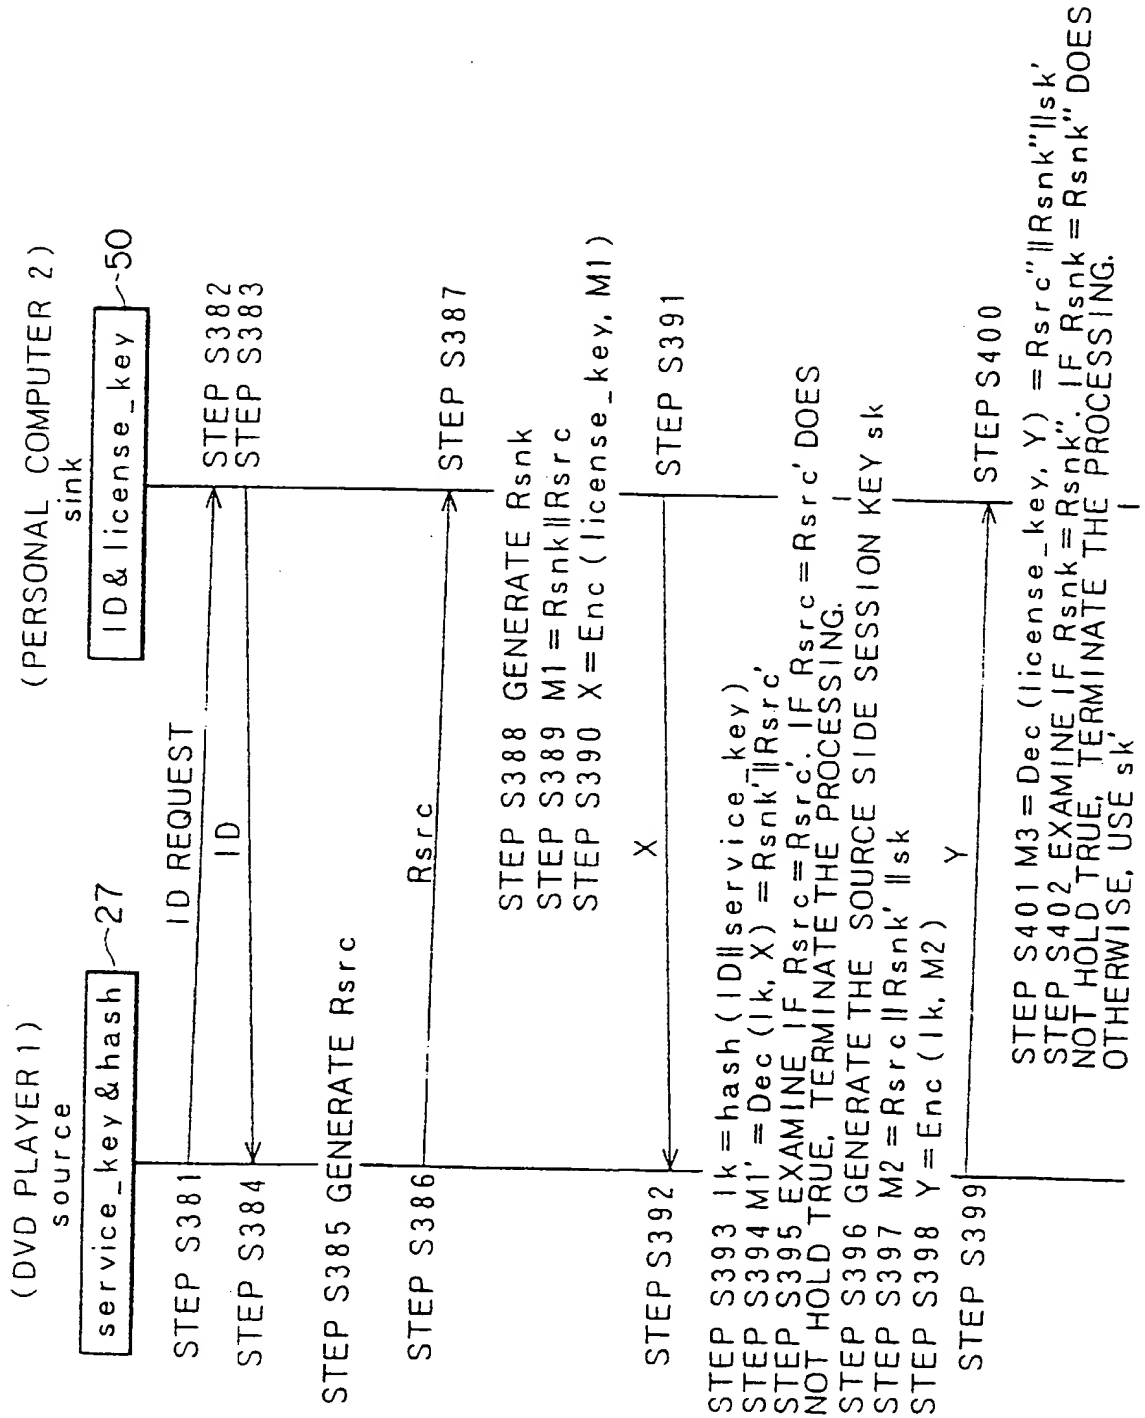 (DVD PLAYER 1)
source
service_key & hash
27
(PERSONAL COMPUTER 2)
sink
ID & license_key
50
STEP S381
ID REQUEST
STEP S382
STEP S383
ID
STEP S384
STEP S385 GENERATE Rsrc
STEP S386
Rsrc
STEP S387
STEP S388 GENERATE Rsnk
STEP S389 M1 = Rsnk||Rsrc
STEP S390 X = Enc (license_key, M1)
STEP S391
X
STEP S392
STEP S393 lk = hash (ID||service_key)
STEP S394 M1' = Dec (lk, X) = Rsnk'||Rsrc'
STEP S395 EXAMINE IF Rsrc = Rsrc'. IF Rsrc = Rsrc' DOES
NOT HOLD TRUE, TERMINATE THE PROCESSING.
STEP S396 GENERATE THE SOURCE SIDE SESSION KEY sk
STEP S397 M2 = Rsrc||Rsnk'||sk
STEP S398 Y = Enc (lk, M2)
STEP S399
Y
STEP S400
STEP S401 M3 = Dec (license_key, Y) = Rsrc''||Rsnk''||sk'
STEP S402 EXAMINE IF Rsnk = Rsnk''. IF Rsnk = Rsnk'' DOES
NOT HOLD TRUE, TERMINATE THE PROCESSING.
OTHERWISE, USE sk'